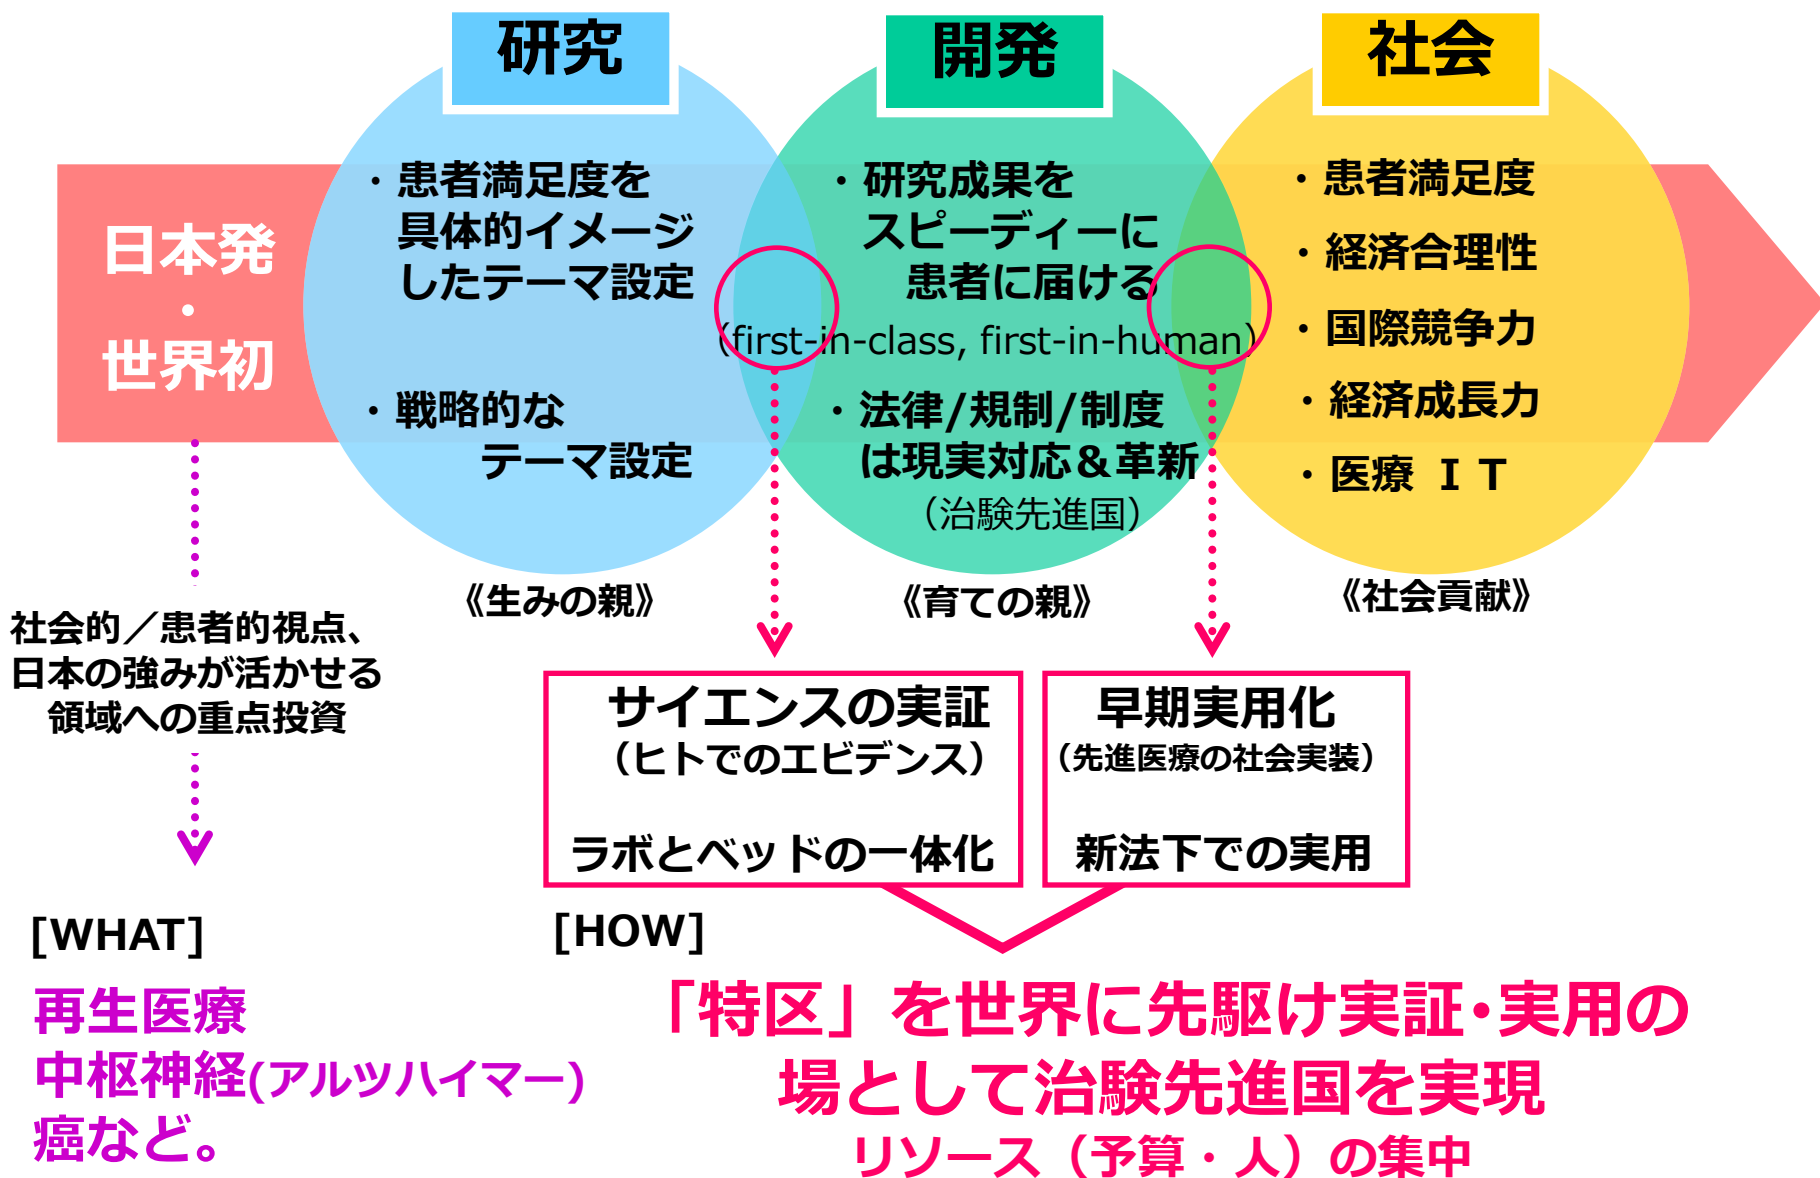 研究
開発
社会
日本発
・
世界初
・患者満足度を
具体的イメージ
したテーマ設定
・戦略的な
テーマ設定
・研究成果を
スピーディーに
患者に届ける
（first-in-class, first-in-human）
・法律/規制/制度
は現実対応＆革新
（治験先進国）
・患者満足度
・経済合理性
・国際競争力
・経済成長力
・医療 ＩＴ
《生みの親》
《育ての親》
《社会貢献》
社会的／患者的視点、
日本の強みが活かせる
領域への重点投資
サイエンスの実証
（ヒトでのエビデンス）
ラボとベッドの一体化
早期実用化
（先進医療の社会実装）
新法下での実用
[WHAT]
再生医療
中枢神経(アルツハイマー)
癌など。
[HOW]
「特区」を世界に先駆け実証・実用の
場として治験先進国を実現
リソース（予算・人）の集中